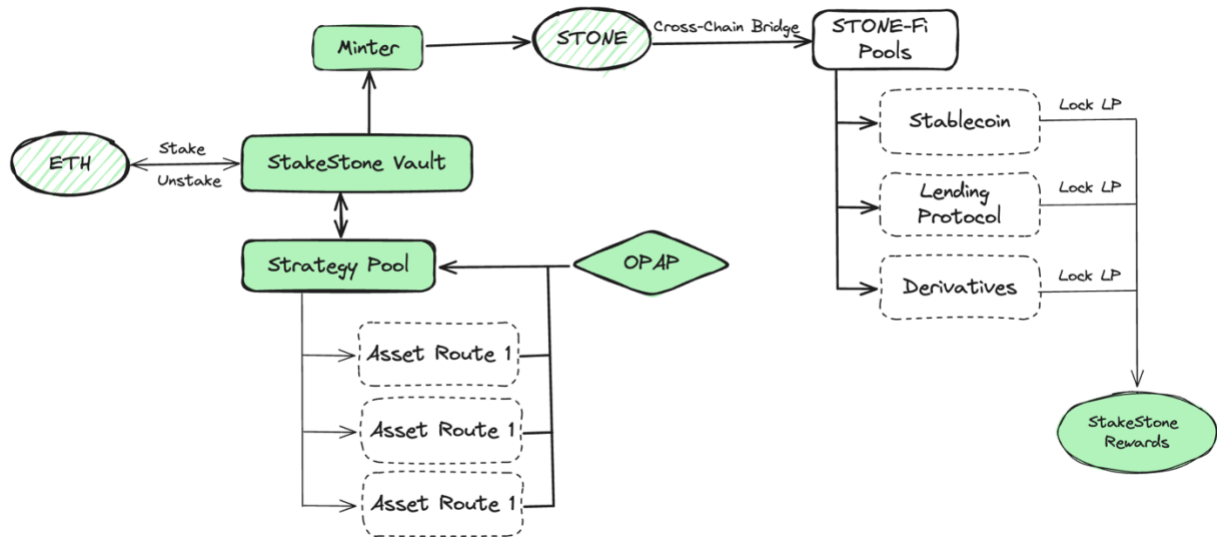 Minter
STONE
Cross-Chain Bridge
STONE-Fi
Pools
Stablecoin
Lock LP
ETH
Stake
Unstake
StakeStone Vault
Lending
Protocol
Lock LP
Strategy Pool
OPAP
Derivatives
Lock LP
Asset Route 1
Asset Route 1
Asset Route 1
StakeStone
Rewards